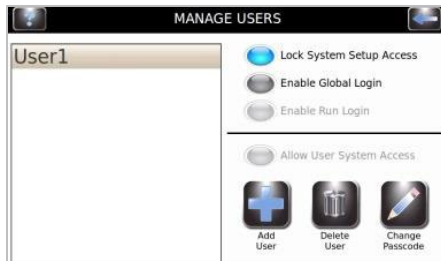 MANAGE USERS
User1
Lock System Setup Access
Enable Global Login
Enable Run Login
Allow User System Access
Add
User
Delete
User
Change
Passcode